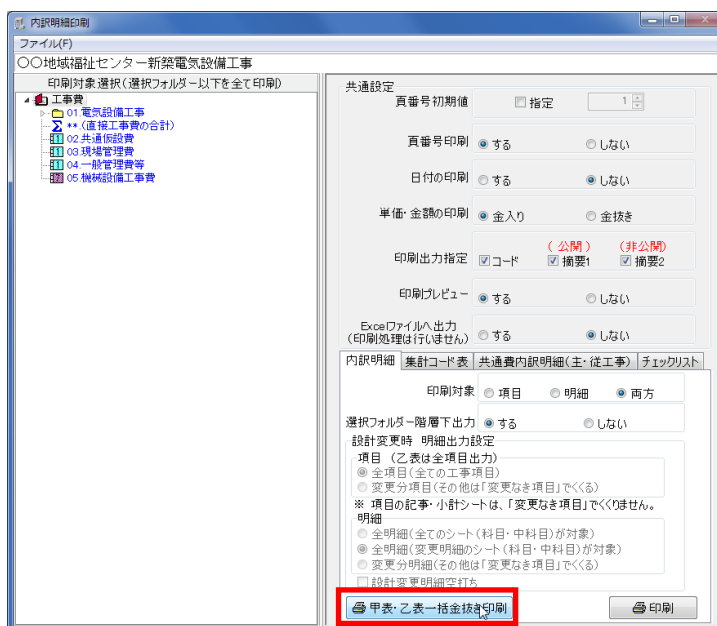 内訳明細印刷
ファイル(F)
〇〇地域福祉センター新築電気設備工事
印刷対象選択(選択フォルダー以下を全て印刷)
工事費
01.電気設備工事
**.(直接工事費の合計)
02.共通仮設費
03.現場管理費
04.一般管理費等
05.機械設備工事費
共通設定
頁番号初期値 指定 1
頁番号印刷 する しない
日付の印刷 する しない
単価・金額の印刷 金入り 金抜き
(公開) (非公開)
印刷出力指定 コード 摘要1 摘要2
印刷プレビュー する しない
Excelファイルへ出力
(印刷処理は行いません) する しない
内訳明細 集計コード表 共通費内訳明細(主・従工事) チェックリスト
印刷対象 項目 明細 両方
選択フォルダー階層下出力 する しない
設計変更時 明細出力設定
項目 (乙表は全項目出力)
全項目(全ての工事項目)
変更分項目(その他は「変更なき項目」でくくる)
※ 項目の記事・小計シートは、「変更なき項目」でくくりません。
明細
全明細(全てのシート(科目・中科目)が対象)
全明細(変更明細のシート(科目・中科目)が対象)
変更分明細(その他は「変更なき項目」でくくる)
設計変更明細空打ち
甲表・乙表一括金抜き印刷 印刷